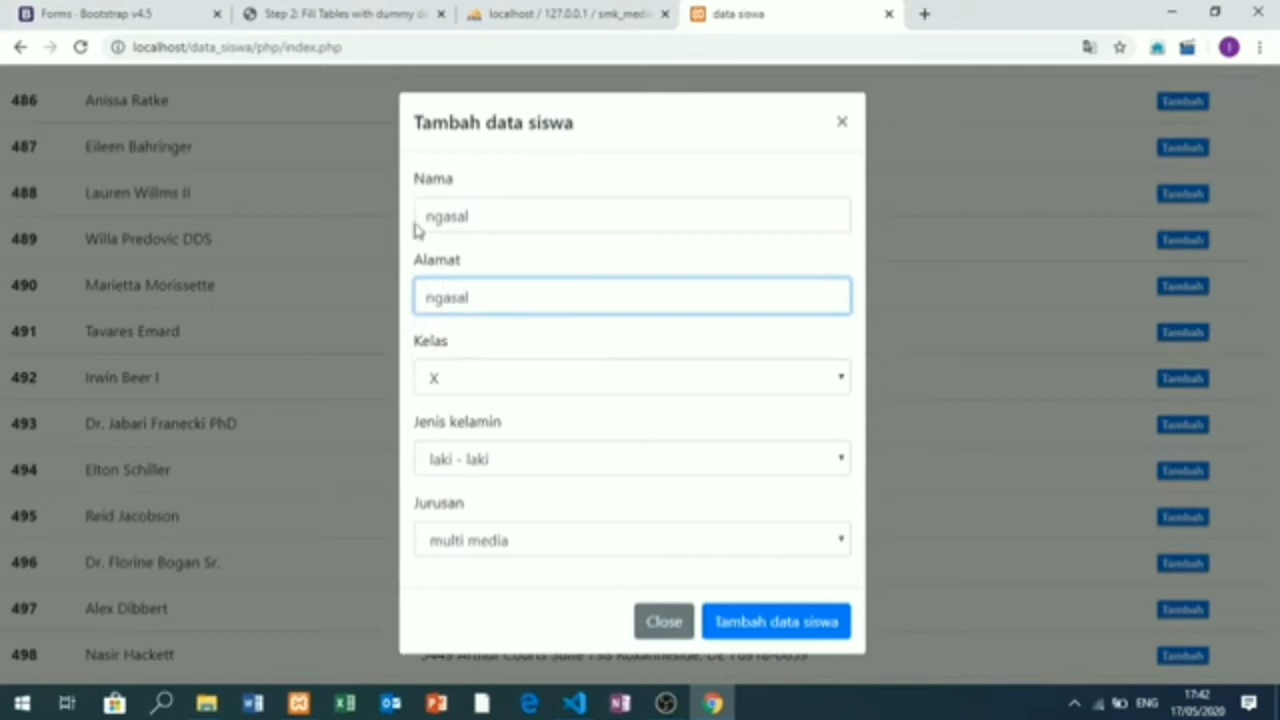 Forms · Bootstrap v4.5
Step 2: Fill Tables with dummy d
localhost / 127.0.0.1 / smk_med
data siswa
localhost/data_siswa/php/index.php
486 Anissa Ratke Tambah
487 Eileen Bahringer Tambah
488 Lauren Willms II Tambah
489 Willa Predovic DDS Tambah
490 Marietta Morissette Tambah
491 Tavares Emard Tambah
492 Irwin Beer I Tambah
493 Dr. Jabari Franecki PhD Tambah
494 Elton Schiller Tambah
495 Reid Jacobson Tambah
496 Dr. Florine Bogan Sr. Tambah
497 Alex Dibbert Tambah
498 Nasir Hackett Tambah
Tambah data siswa
Nama
ngasal
Alamat
ngasal
Kelas
X
Jenis kelamin
laki - laki
Jurusan
multi media
Close
Tambah data siswa
ENG
17:42
17/05/2020